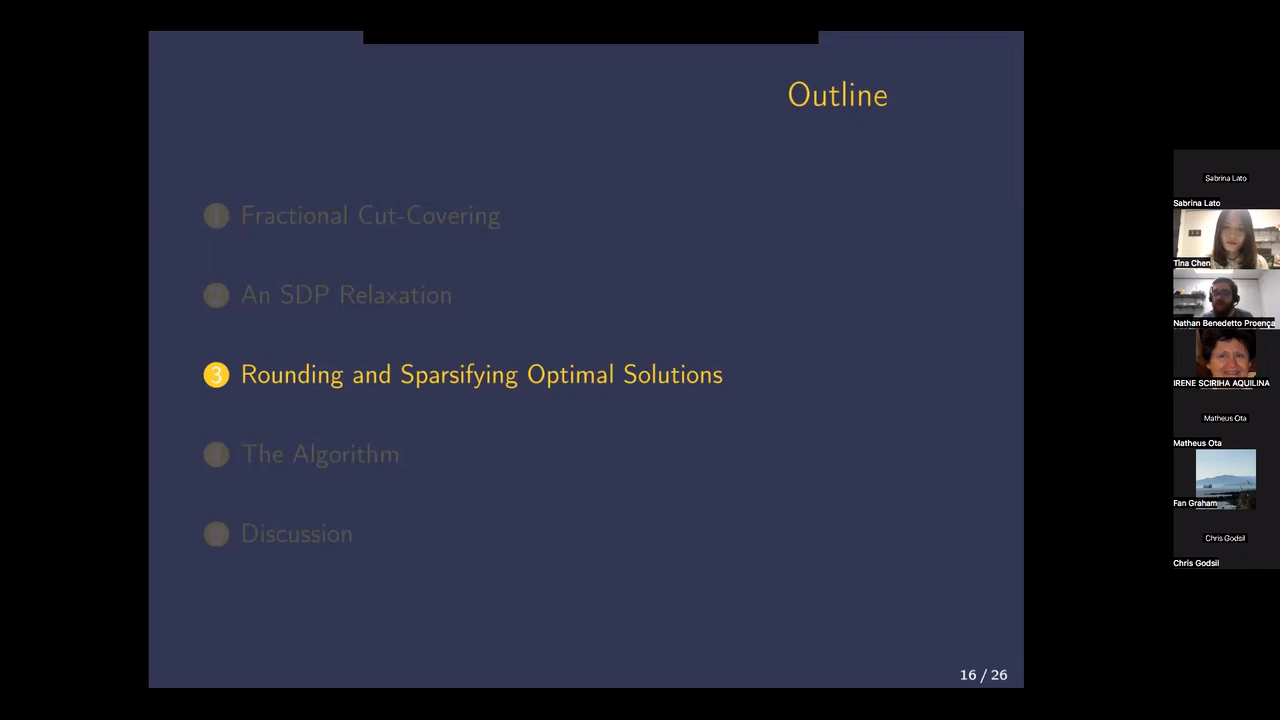 Outline
1 Fractional Cut-Covering
2 An SDP Relaxation
3 Rounding and Sparsifying Optimal Solutions
4 The Algorithm
5 Discussion
16 / 26
Sabrina Lato
Sabrina Lato
Tina Chen
Nathan Benedetto Proença
IRENE SCIRIHA AQUILINA
Matheus Ota
Matheus Ota
Fan Graham
Chris Godsil
Chris Godsil